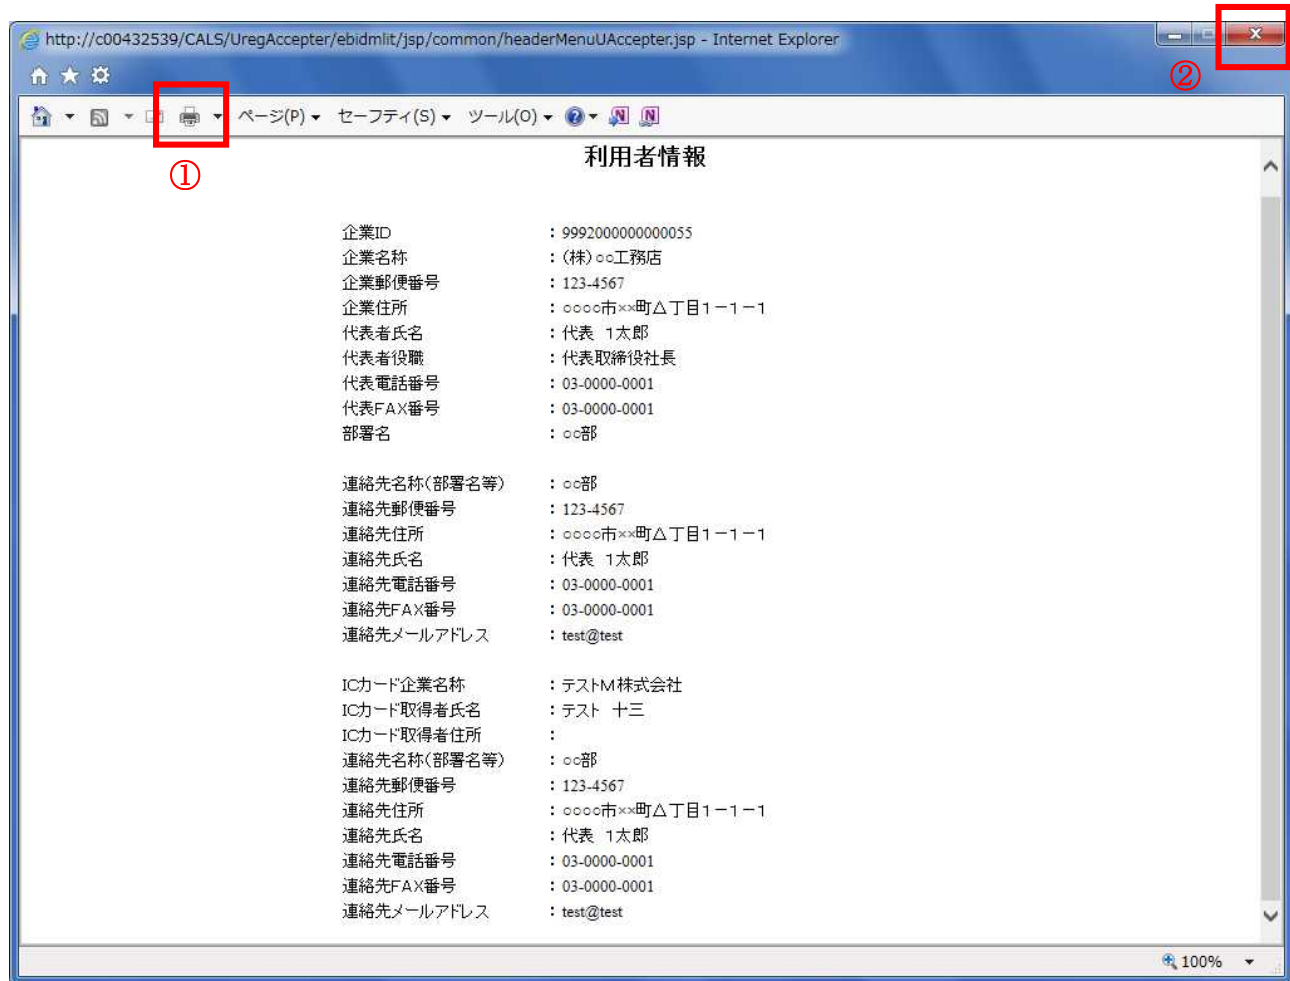 http://c00432539/CALS/UregAccepter/ebidmlit/jsp/common/headerMenuUAccepter.jsp - Internet Explorer
②
ページ(P) セーフティ(S) ツール(O)
①
利用者情報
企業ID : 9992000000000055
企業名称 : (株)○○工務店
企業郵便番号 : 123-4567
企業住所 : ○○○○市××町△丁目1-1-1
代表者氏名 : 代表 1太郎
代表者役職 : 代表取締役社長
代表電話番号 : 03-0000-0001
代表FAX番号 : 03-0000-0001
部署名 : ○○部
連絡先名称(部署名等) : ○○部
連絡先郵便番号 : 123-4567
連絡先住所 : ○○○○市××町△丁目1-1-1
連絡先氏名 : 代表 1太郎
連絡先電話番号 : 03-0000-0001
連絡先FAX番号 : 03-0000-0001
連絡先メールアドレス : test@test
ICカード企業名称 : テストM株式会社
ICカード取得者氏名 : テスト 十三
ICカード取得者住所 :
連絡先名称(部署名等) : ○○部
連絡先郵便番号 : 123-4567
連絡先住所 : ○○○○市××町△丁目1-1-1
連絡先氏名 : 代表 1太郎
連絡先電話番号 : 03-0000-0001
連絡先FAX番号 : 03-0000-0001
連絡先メールアドレス : test@test
100%